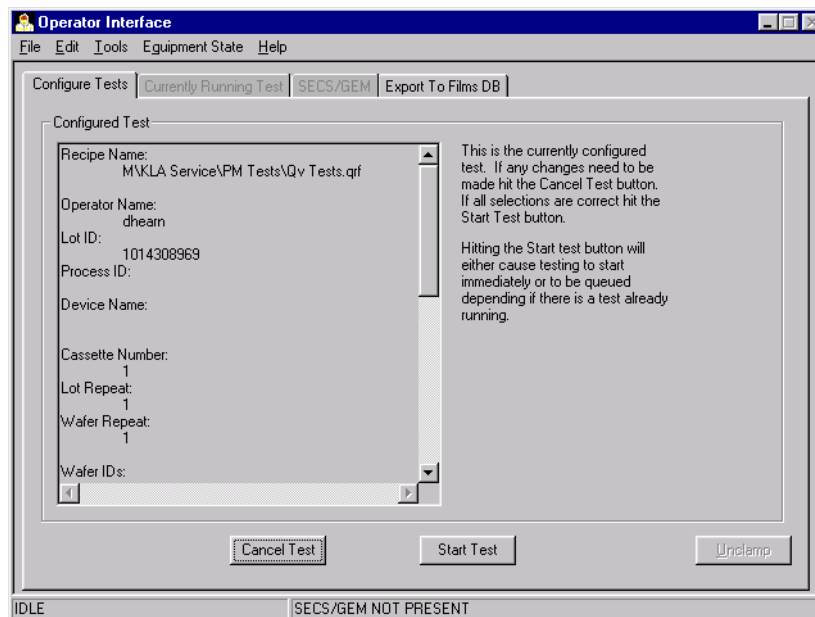 Operator Interface
File Edit Tools Equipment State Help
Configure Tests Currently Running Test SECS/GEM Export To Films DB
Configured Test
Recipe Name:
M\KLA Service\PM Tests\Qv Tests.qrf
Operator Name:
dhearn
Lot ID:
1014308969
Process ID:
Device Name:
Cassette Number:
1
Lot Repeat:
1
Wafer Repeat:
1
Wafer IDs:
This is the currently configured
test. If any changes need to be
made hit the Cancel Test button.
If all selections are correct hit the
Start Test button.
Hitting the Start test button will
either cause testing to start
immediately or to be queued
depending if there is a test already
running.
Cancel Test Start Test Unclamp
IDLE SECS/GEM NOT PRESENT